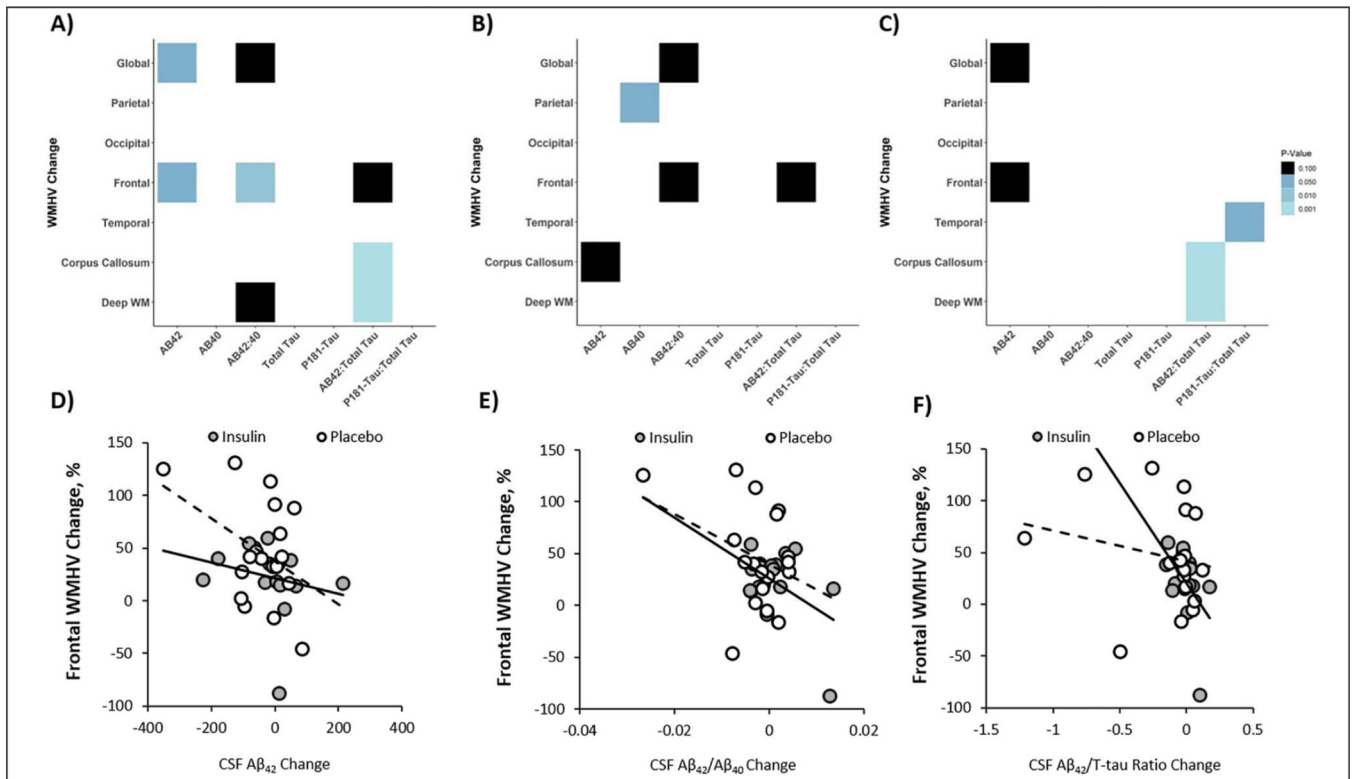 A)
WMHV Change
Global
Parietal
Occipital
Frontal
Temporal
Corpus Callosum
Deep WM
AB42
AB40
AB42:40
Total Tau
P181-Tau
AB42:Total Tau
P181-Tau:Total Tau
B)
WMHV Change
Global
Parietal
Occipital
Frontal
Temporal
Corpus Callosum
Deep WM
AB42
AB40
AB42:40
Total Tau
P181-Tau
AB42:Total Tau
P181-Tau:Total Tau
C)
WMHV Change
Global
Parietal
Occipital
Frontal
Temporal
Corpus Callosum
Deep WM
AB42
AB40
AB42:40
Total Tau
P181-Tau
AB42:Total Tau
P181-Tau:Total Tau
P-Value
0.100
0.050
0.010
0.001
D)
Insulin Placebo
Frontal WMHV Change, %
150
100
50
0
-50
-100
-400 -200 0 200 400
CSF Aβ₄₂ Change
E)
Insulin Placebo
Frontal WMHV Change, %
150
100
50
0
-50
-100
-0.04 -0.02 0 0.02
CSF Aβ₄₂/Aβ₄₀ Change
F)
Insulin Placebo
Frontal WMHV Change, %
150
100
50
0
-50
-100
-1.5 -1 -0.5 0 0.5
CSF Aβ₄₂/T-tau Ratio Change